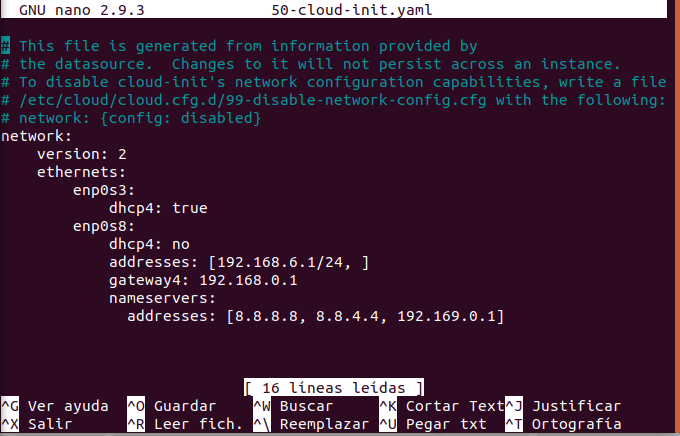 GNU nano 2.9.3 50-cloud-init.yaml
# This file is generated from information provided by
# the datasource.  Changes to it will not persist across an instance.
# To disable cloud-init's network configuration capabilities, write a file
# /etc/cloud/cloud.cfg.d/99-disable-network-config.cfg with the following:
# network: {config: disabled}
network:
    version: 2
    ethernets:
        enp0s3:
            dhcp4: true
        enp0s8:
            dhcp4: no
            addresses: [192.168.6.1/24, ]
            gateway4: 192.168.0.1
            nameservers:
              addresses: [8.8.8.8, 8.8.4.4, 192.169.0.1]
[ 16 líneas leídas ]
^G Ver ayuda ^O Guardar ^W Buscar ^K Cortar Text ^J Justificar
^X Salir ^R Leer fich. ^\ Reemplazar ^U Pegar txt ^T Ortografía